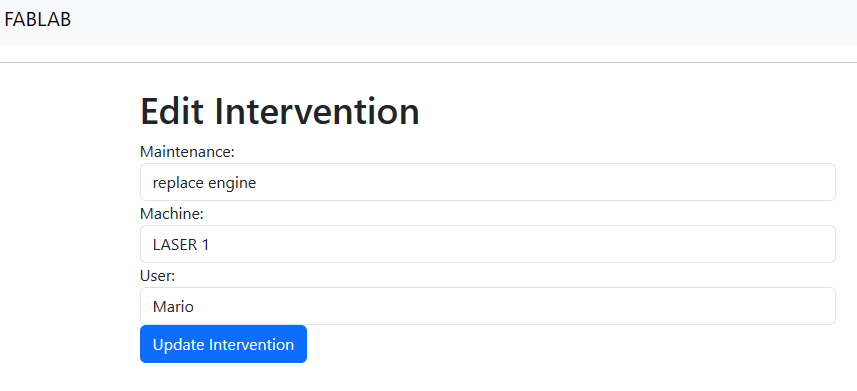 FABLAB
Edit Intervention
Maintenance:
replace engine
Machine:
LASER 1
User:
Mario
Update Intervention